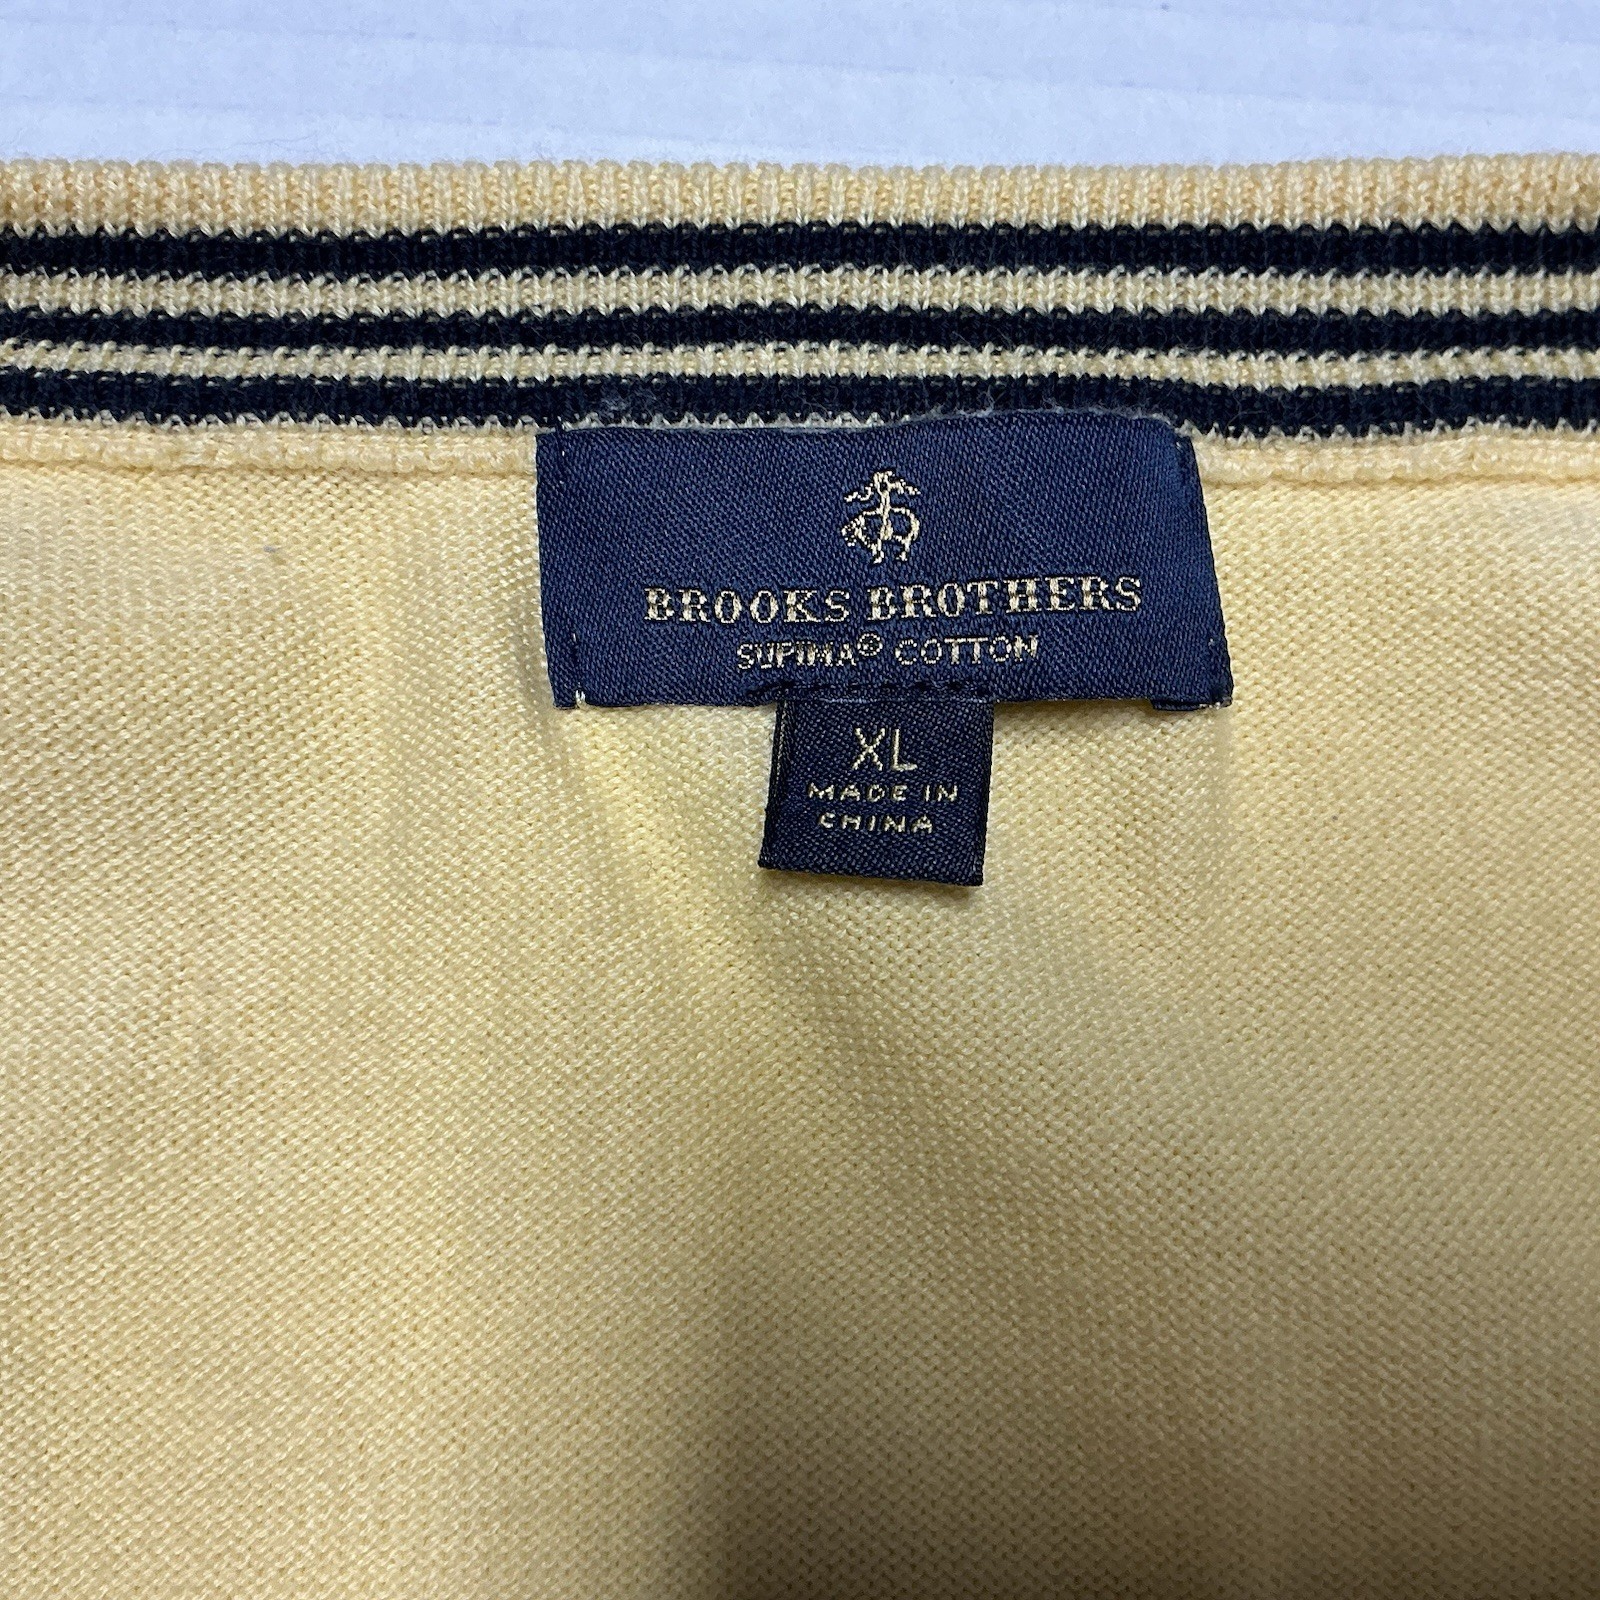 BROOKS BROTHERS
SUPIMA® COTTON
XL
MADE IN
CHINA